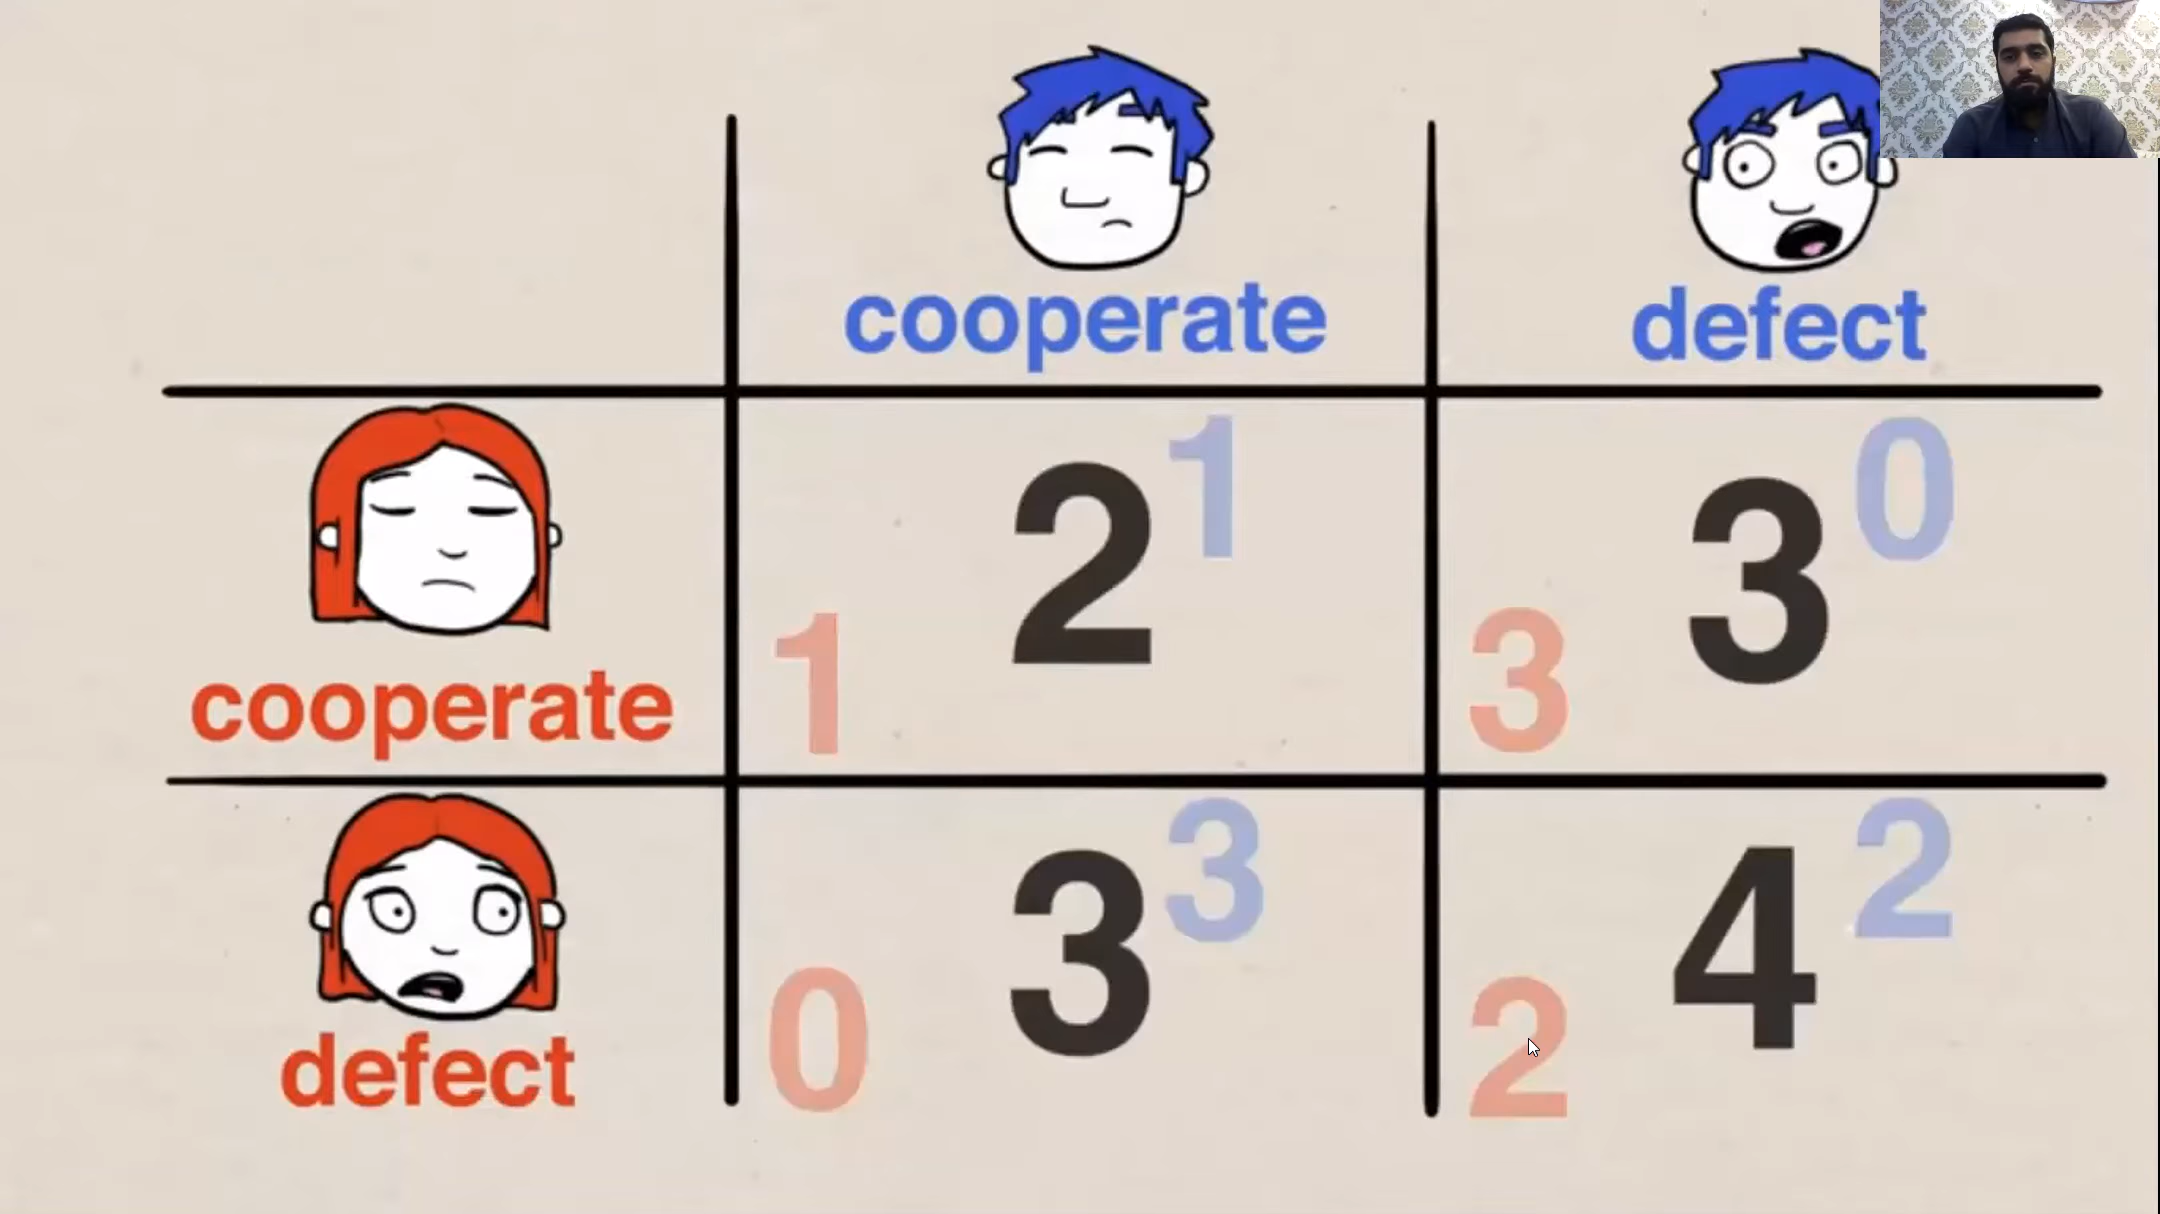 cooperate defect
1 0
2 3
cooperate 1 3
3 2
3 4
defect 0 2